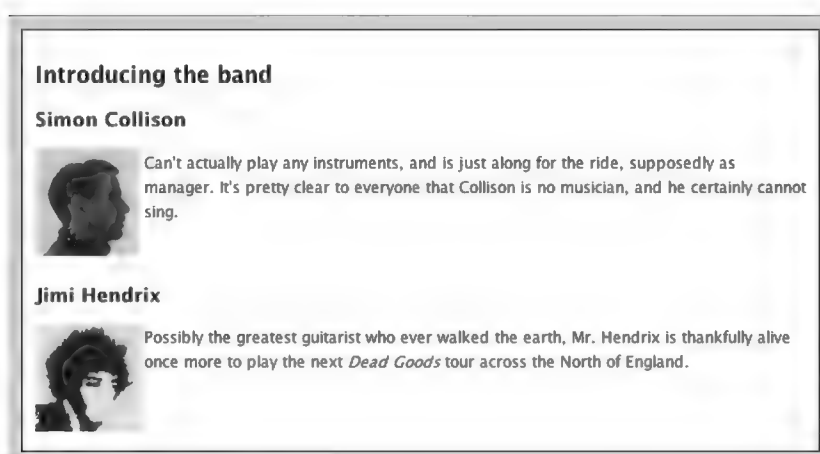 Introducing the band
Simon Collison
Can't actually play any instruments, and is just along for the ride, supposedly as
manager. It's pretty clear to everyone that Collison is no musician, and he certainly cannot
sing.
Jimi Hendrix
Possibly the greatest guitarist who ever walked the earth, Mr. Hendrix is thankfully alive
once more to play the next Dead Goods tour across the North of England.